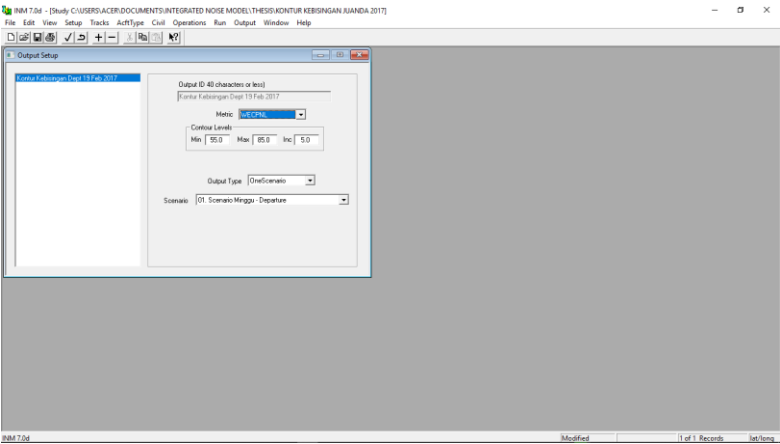 INM 7.0d - [Study C:\USERS\ACER\DOCUMENTS\INTEGRATED NOISE MODEL\THESIS\KONTUR KEBISINGAN JUANDA 2017]
File Edit View Setup Tracks AcftType Civil Operations Run Output Window Help
Output Setup
Kontur Kebisingan Dept 19 Feb 2017
Output ID 40 characters or less)
Kontur Kebisingan Dept 19 Feb 2017
Metric WECPNL
Contour Levels
Min 55.0 Max 85.0 Inc 5.0
Output Type OneScenario
Scenario 01. Scenario Minggu - Departure
INM 7.0d Modified 1 of 1 Records lat/long